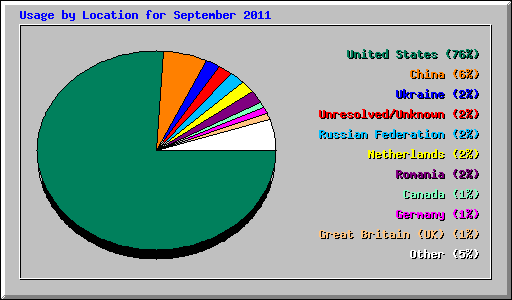 Usage by Location for September 2011
United States (76%)
China (6%)
Ukraine (2%)
Unresolved/Unknown (2%)
Russian Federation (2%)
Netherlands (2%)
Romania (2%)
Canada (1%)
Germany (1%)
Great Britain (UK) (1%)
Other (5%)